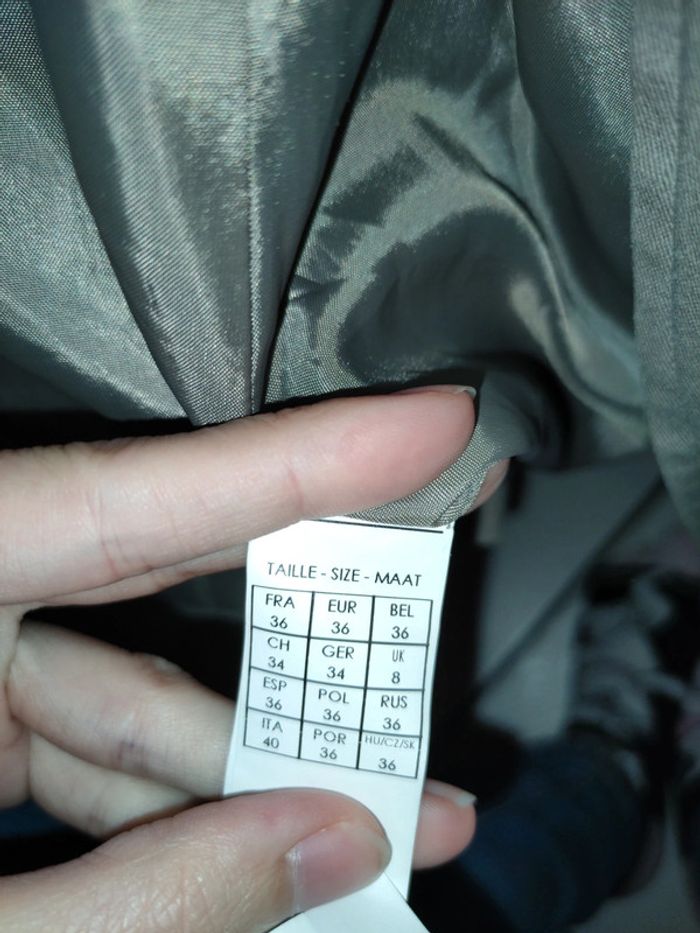 TAILLE - SIZE - MAAT
FRA EUR BEL
36 36 36
CH GER UK
34 34 8
ESP POL RUS
36 36 36
ITA POR HU/CZ/SK
40 36 36